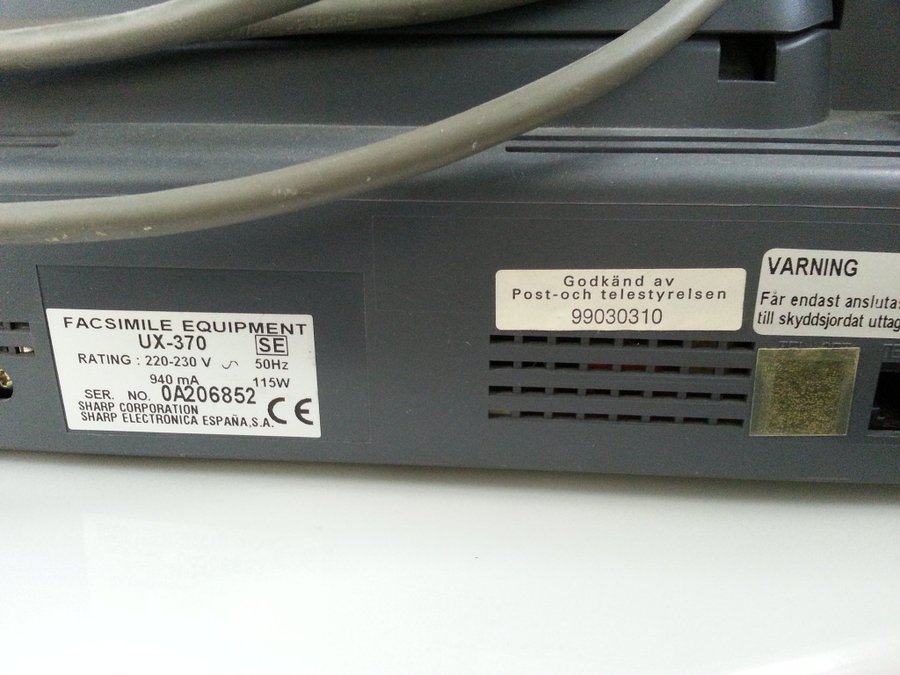 FACSIMILE EQUIPMENT
UX-370 SE
RATING : 220-230 V 50Hz
940 mA 115W
SER. NO. 0A206852
SHARP CORPORATION
SHARP ELECTRONICA ESPAÑA,S.A.
CE
Godkänd av
Post-och telestyrelsen
99030310
VARNING
Får endast anslutas
till skyddsjordat uttag